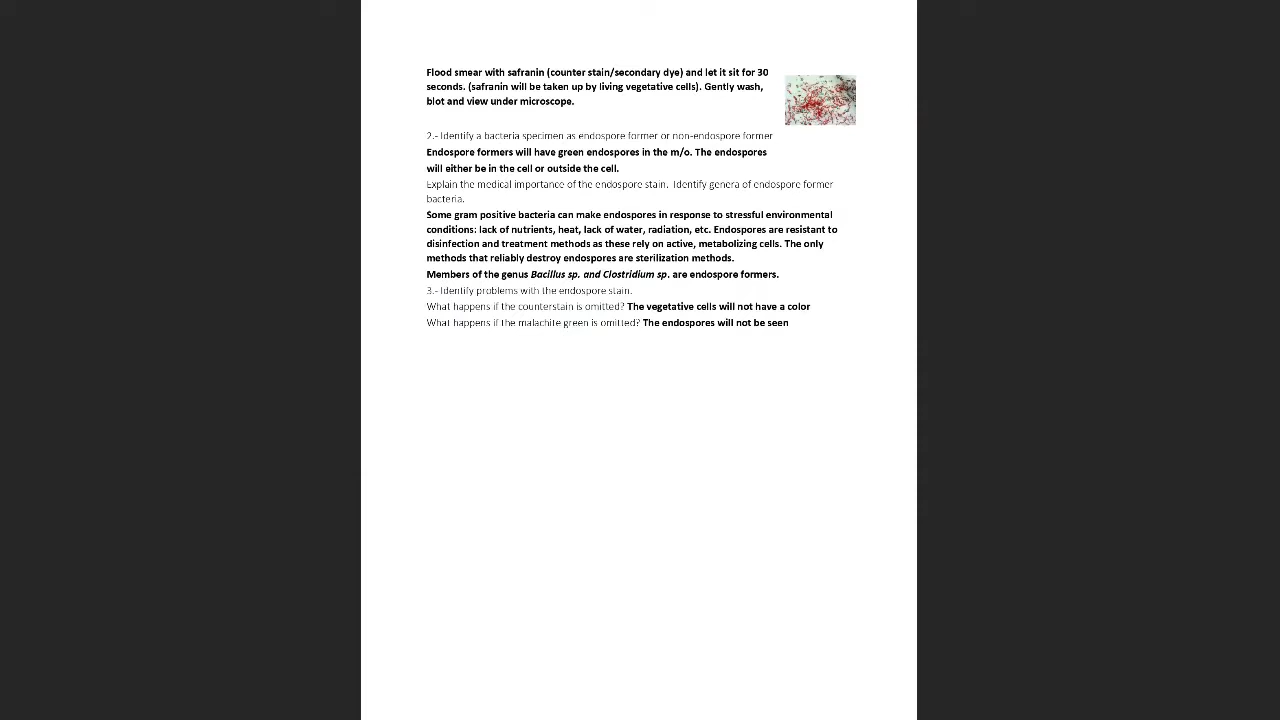 Flood smear with safranin (counter stain/secondary dye) and let it sit for 30
seconds. (safranin will be taken up by living vegetative cells). Gently wash,
blot and view under microscope.
2.- Identify a bacteria specimen as endospore former or non-endospore former
Endospore formers will have green endospores in the m/o. The endospores
will either be in the cell or outside the cell.
Explain the medical importance of the endospore stain. Identify genera of endospore former
bacteria.
Some gram positive bacteria can make endospores in response to stressful environmental
conditions: lack of nutrients, heat, lack of water, radiation, etc. Endospores are resistant to
disinfection and treatment methods as these rely on active, metabolizing cells. The only
methods that reliably destroy endospores are sterilization methods.
Members of the genus Bacillus sp. and Clostridium sp. are endospore formers.
3.- Identify problems with the endospore stain.
What happens if the counterstain is omitted? The vegetative cells will not have a color
What happens if the malachite green is omitted? The endospores will not be seen